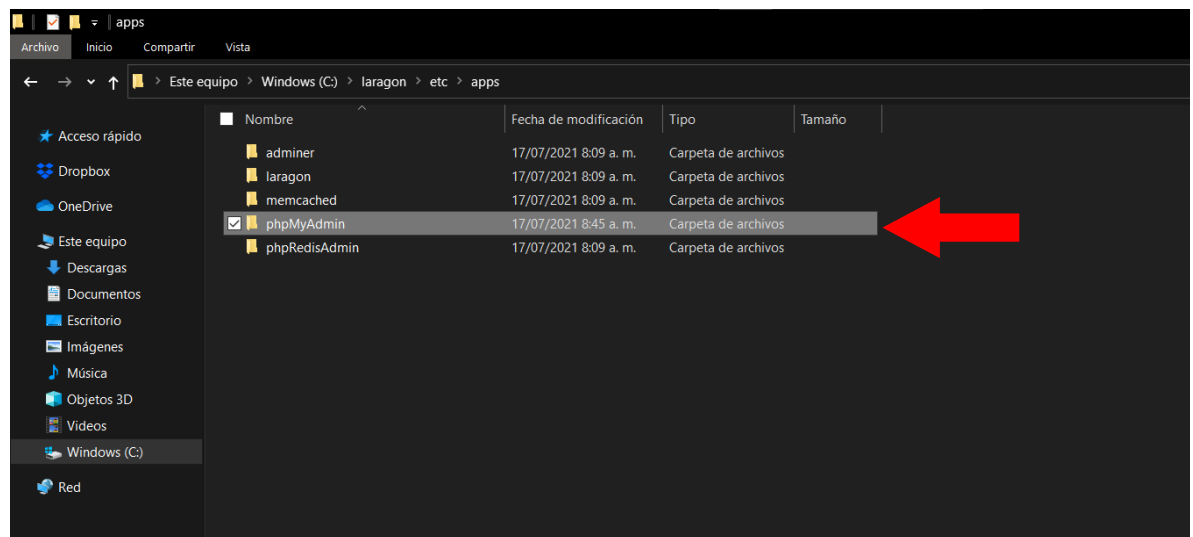 apps
Archivo Inicio Compartir Vista
Este equipo > Windows (C:) > laragon > etc > apps
Nombre Fecha de modificación Tipo Tamaño
adminer 17/07/2021 8:09 a. m. Carpeta de archivos
laragon 17/07/2021 8:09 a. m. Carpeta de archivos
memcached 17/07/2021 8:09 a. m. Carpeta de archivos
phpMyAdmin 17/07/2021 8:45 a. m. Carpeta de archivos
phpRedisAdmin 17/07/2021 8:09 a. m. Carpeta de archivos
Acceso rápido
Dropbox
OneDrive
Este equipo
Descargas
Documentos
Escritorio
Imágenes
Música
Objetos 3D
Videos
Windows (C:)
Red